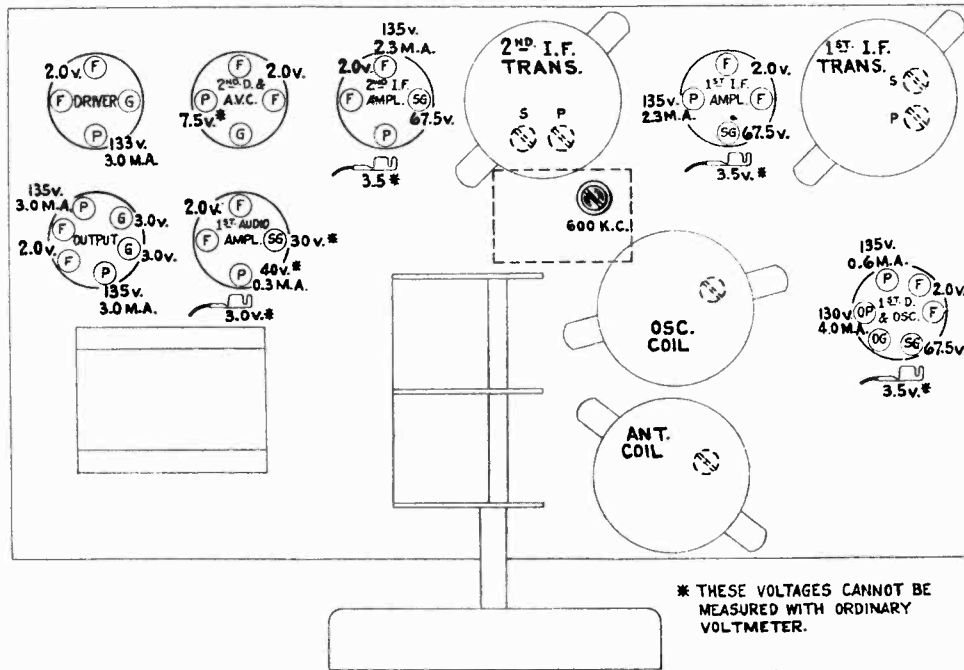 2.0v.
F
F DRIVER G
P
133v.
3.0 M.A.
F
2ND D. &
P A.V.C. F
2.0v.
7.5v.*
G
135v.
2.3 M.A.
2.0v. F
2ND I.F.
F AMPL. SG
67.5v.
P
3.5*
2ND I.F.
TRANS.
S P
F
2.0v.
1ST I.F.
135v. P AMPL. F
2.3 M.A.
SG 67.5v.
3.5v.*
1ST I.F.
TRANS.
S
P
135v.
3.0 M.A. P
G 3.0v.
F OUTPUT
2.0v. F
G 3.0v.
P
135v.
3.0 M.A.
2.0v. F
1ST AUDIO
F AMPL. SG 30v.*
P 40v.*
0.3 M.A.
3.0v.*
600 K.C.
OSC.
COIL
ANT.
COIL
135v.
0.6 M.A.
P F 2.0v.
130v. OP 1ST D. F
4.0 M.A. & OSC.
OG SG 67.5v.
3.5v.*
* THESE VOLTAGES CANNOT BE
MEASURED WITH ORDINARY
VOLTMETER.